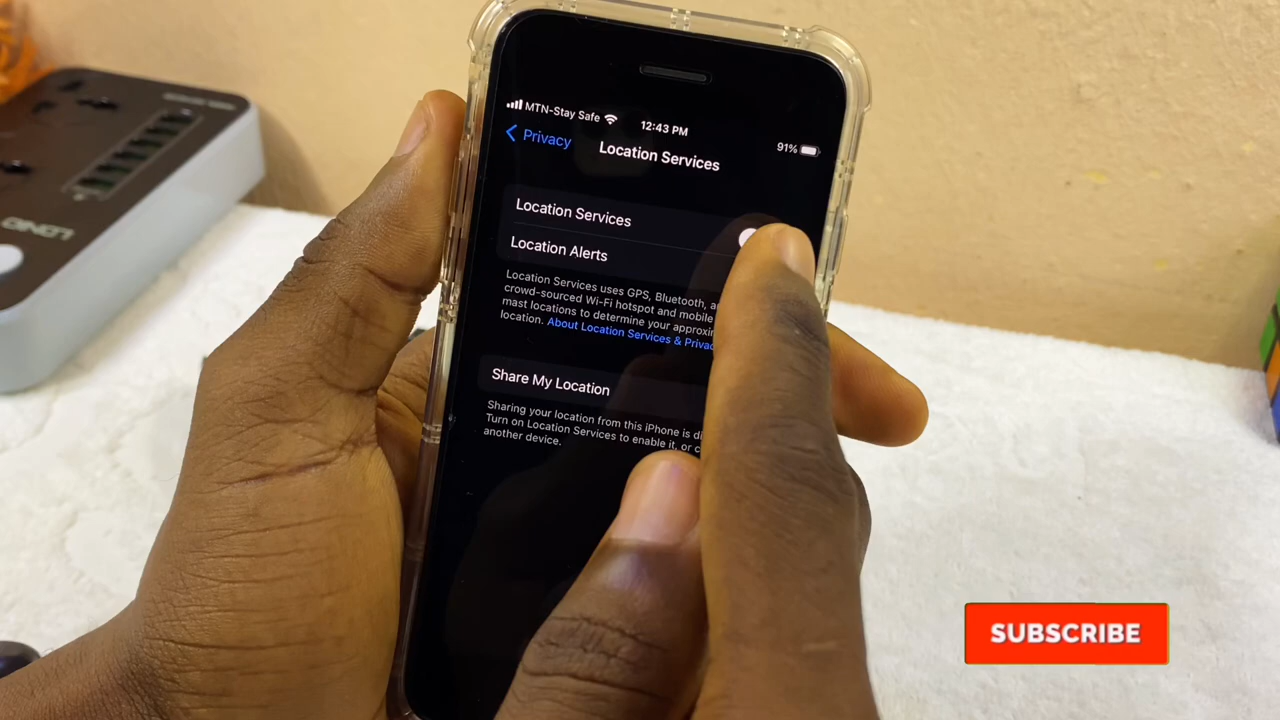 MTN-Stay Safe
12:43 PM
91%
Privacy
Location Services
Location Services
Location Alerts
Location Services uses GPS, Bluetooth,
crowd-sourced Wi-Fi hotspot and mobile
mast locations to determine your
location. About Location Services &
Share My Location
Sharing your location from this iPhone is
Turn on Location Services to enable it, or
another device.
LDNIO
SUBSCRIBE